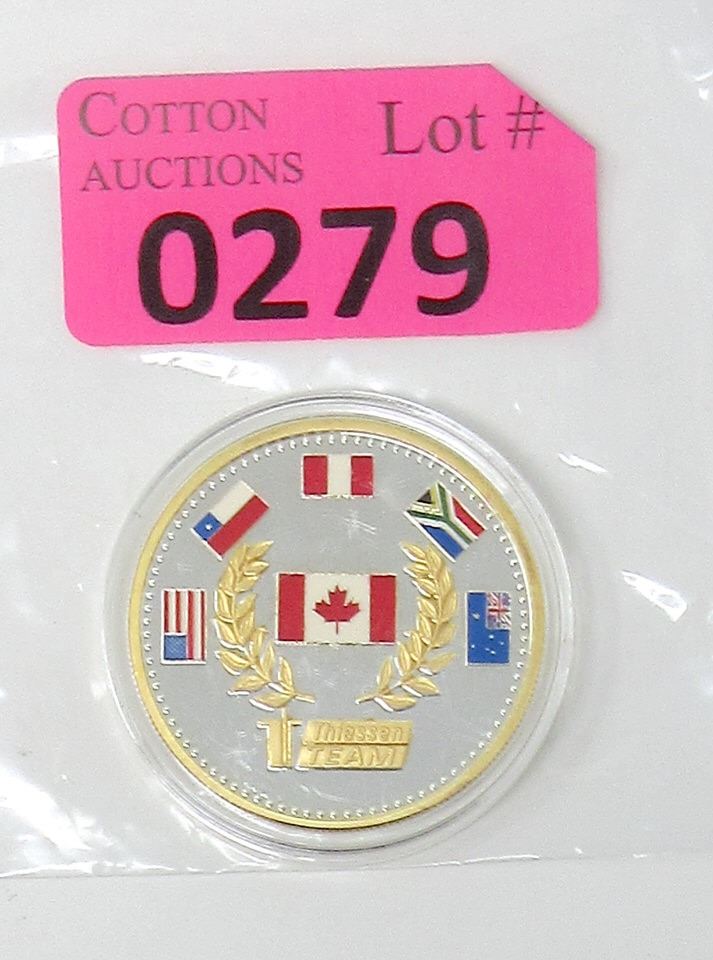 COTTON
AUCTIONS
Lot #
0279
Thiessen
TEAM